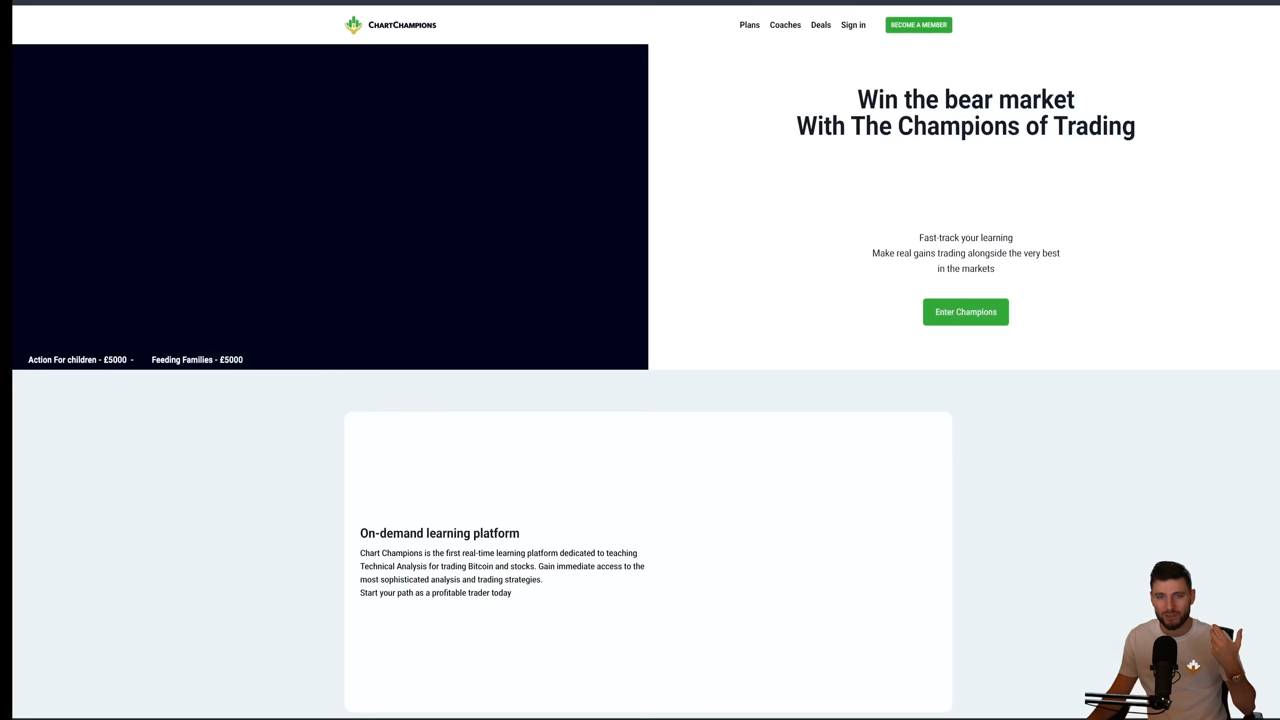 ChartChampions
Plans Coaches Deals Sign in BECOME A MEMBER
Win the bear market
With The Champions of Trading
Fast-track your learning
Make real gains trading alongside the very best
in the markets
Enter Champions
Action For children - £5000 - Feeding Families - £5000
On-demand learning platform
Chart Champions is the first real-time learning platform dedicated to teaching
Technical Analysis for trading Bitcoin and stocks. Gain immediate access to the
most sophisticated analysis and trading strategies.
Start your path as a profitable trader today